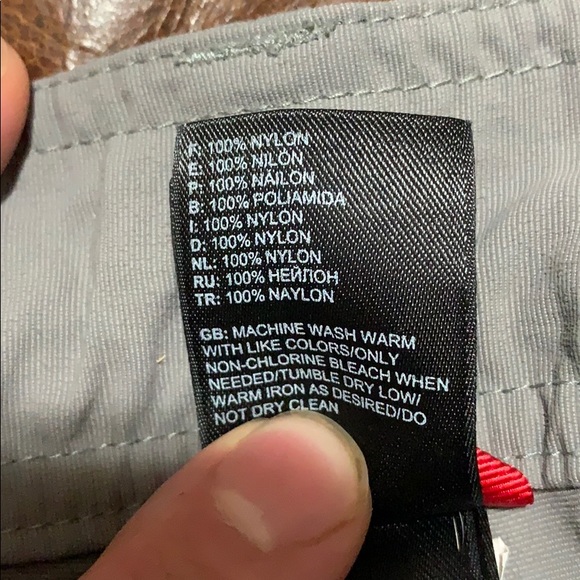 F: 100% NYLON
E: 100% NILON
P: 100% NAILON
B: 100% POLIAMIDA
I: 100% NYLON
D: 100% NYLON
NL: 100% NYLON
RU: 100% НЕЙЛОН
TR: 100% NAYLON
GB: MACHINE WASH WARM
WITH LIKE COLORS/ONLY
NON-CHLORINE BLEACH WHEN
NEEDED/TUMBLE DRY LOW/
WARM IRON AS DESIRED/DO
NOT DRY CLEAN